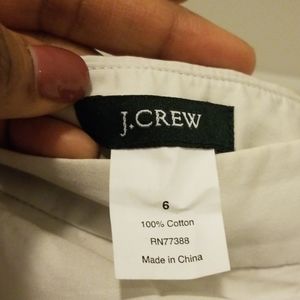 J.CREW
6
100% Cotton
RN77388
Made in China